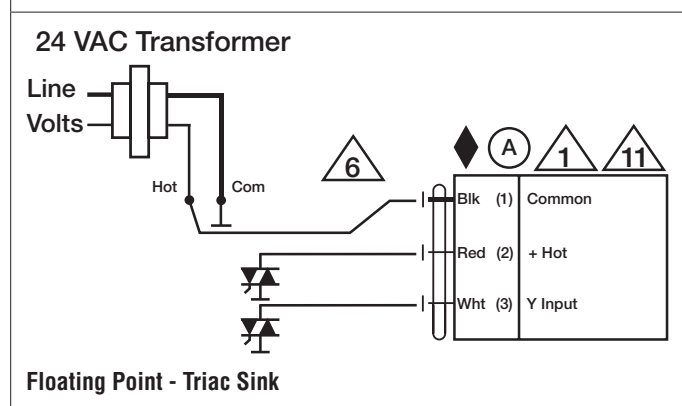 24 VAC Transformer
Line
Volts
Hot
Com
6
A
1
11
Blk (1) Common
Red (2) + Hot
Wht (3) Y Input
Floating Point - Triac Sink